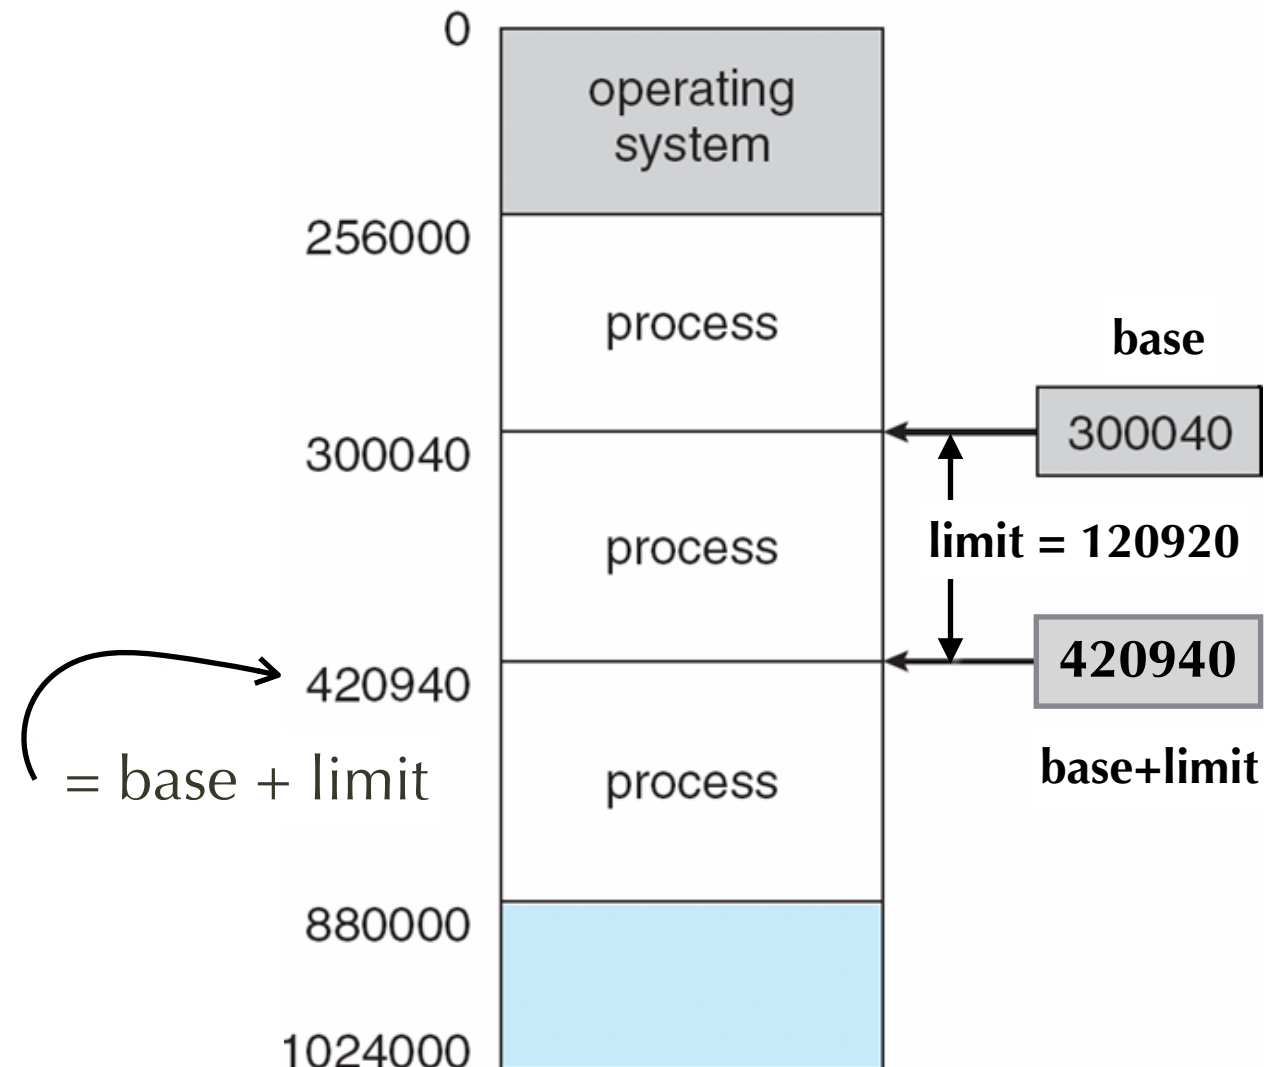 0
operating
system
256000
process
base
300040
300040
process
limit = 120920
420940
420940
= base + limit
process
base+limit
880000
1024000